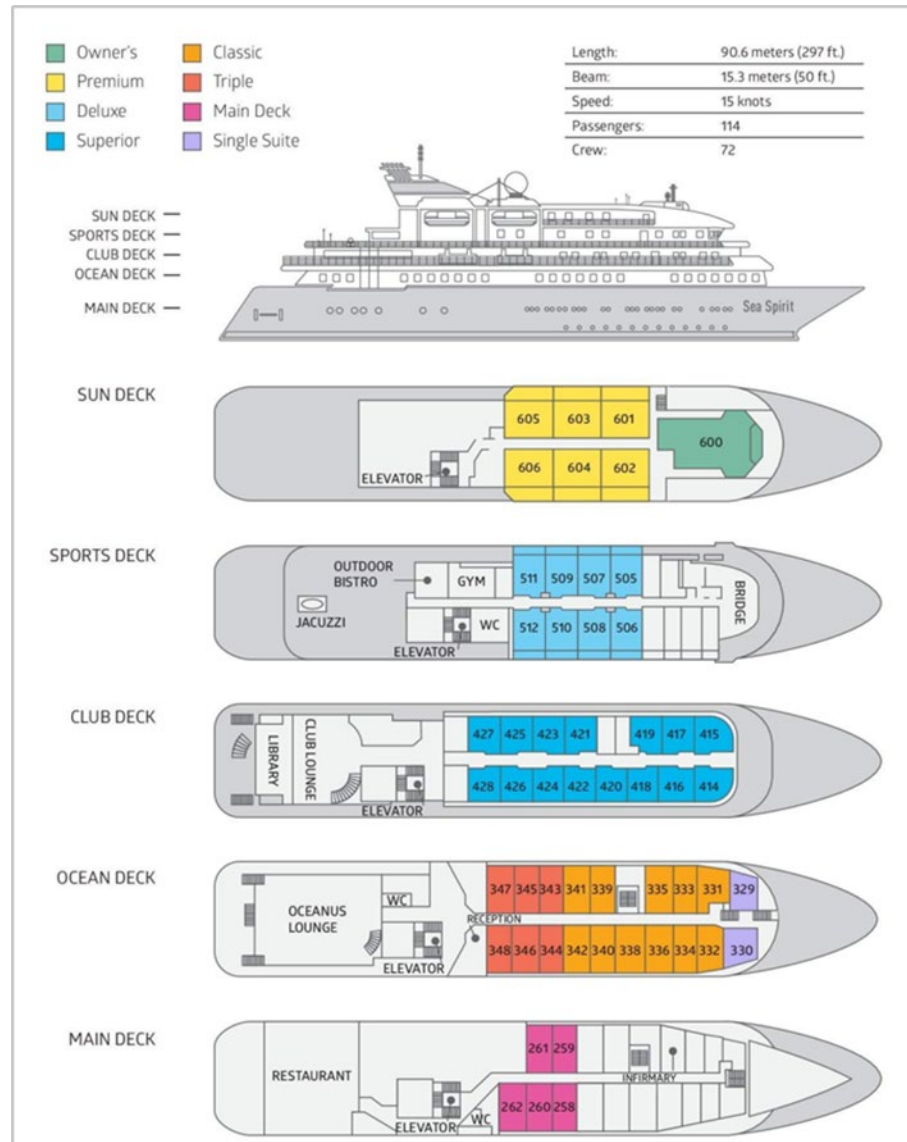 Owner's
Premium
Deluxe
Superior
Classic
Triple
Main Deck
Single Suite
Length: 90.6 meters (297 ft.)
Beam: 15.3 meters (50 ft.)
Speed: 15 knots
Passengers: 114
Crew: 72
SUN DECK
SPORTS DECK
CLUB DECK
OCEAN DECK
MAIN DECK
Sea Spirit
SUN DECK
605 603 601
600
606 604 602
ELEVATOR
SPORTS DECK
OUTDOOR
BISTRO
GYM
511 509 507 505
BRIDGE
JACUZZI
WC
512 510 508 506
ELEVATOR
CLUB DECK
LIBRARY
CLUB LOUNGE
427 425 423 421 419 417 415
428 426 424 422 420 418 416 414
ELEVATOR
OCEAN DECK
OCEANUS
LOUNGE
WC
347 345 343 341 339 335 333 331 329
RECEPTION
348 346 344 342 340 338 336 334 332 330
ELEVATOR
MAIN DECK
RESTAURANT
261 259
INFIRMARY
262 260 258
WC
ELEVATOR